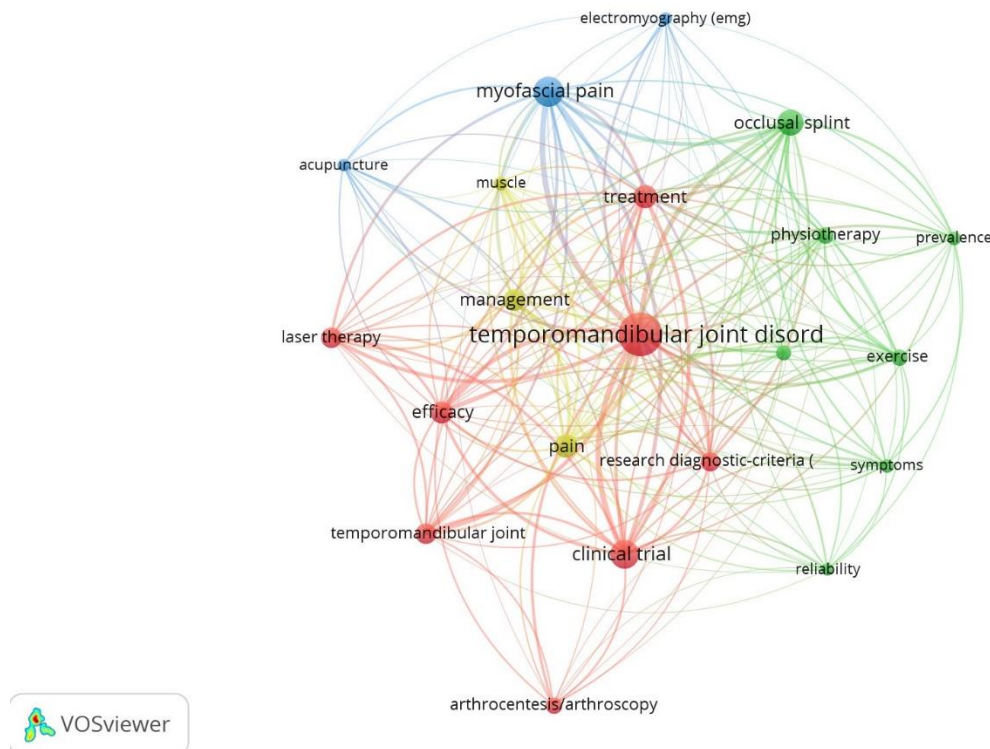 electromyography (emg)
myofascial pain
occlusal splint
acupuncture
muscle
treatment
physiotherapy
prevalence
management
temporomandibular joint disord
laser therapy
exercise
efficacy
pain
research diagnostic-criteria (
symptoms
temporomandibular joint
clinical trial
reliability
arthrocentesis/arthroscopy
VOSviewer